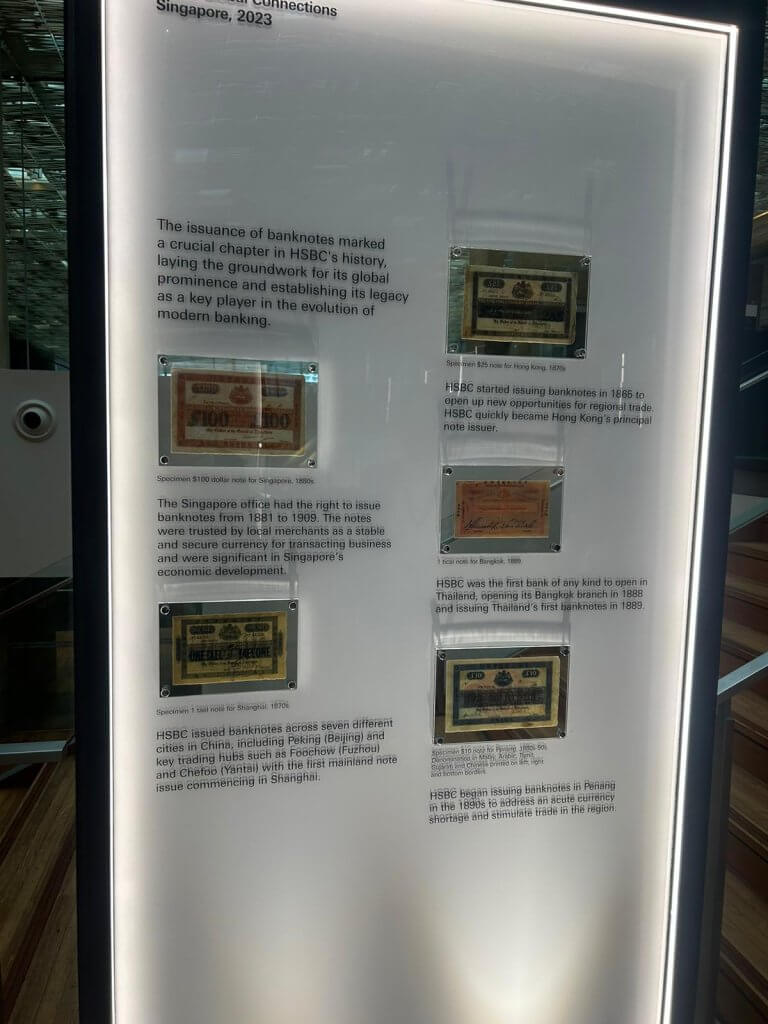 Connections
Singapore, 2023
The issuance of banknotes marked
a crucial chapter in HSBC's history,
laying the groundwork for its global
prominence and establishing its legacy
as a key player in the evolution of
modern banking.
£100 £100
Specimen $100 dollar note for Singapore, 1880s
The Singapore office had the right to issue
banknotes from 1881 to 1909. The notes
were trusted by local merchants as a stable
and secure currency for transacting business
and were significant in Singapore's
economic development.
Specimen 1 tael note for Shanghai, 1870s
HSBC issued banknotes across seven different
cities in China, including Peking (Beijing) and
key trading hubs such as Foochow (Fuzhou)
and Chefoo (Yantai) with the first mainland note
issue commencing in Shanghai.
Specimen $25 note for Hong Kong, 1870s
HSBC started issuing banknotes in 1865 to
open up new opportunities for regional trade.
HSBC quickly became Hong Kong's principal
note issuer.
1 tical note for Bangkok, 1889
HSBC was the first bank of any kind to open in
Thailand, opening its Bangkok branch in 1888
and issuing Thailand's first banknotes in 1889.
Specimen $10 note for Penang, 1880s-90s.
Denomination in Malay, Arabic, Tamil,
Gujarati and Chinese printed on left, right
and bottom borders.
HSBC began issuing banknotes in Penang
in the 1890s to address an acute currency
shortage and stimulate trade in the region.